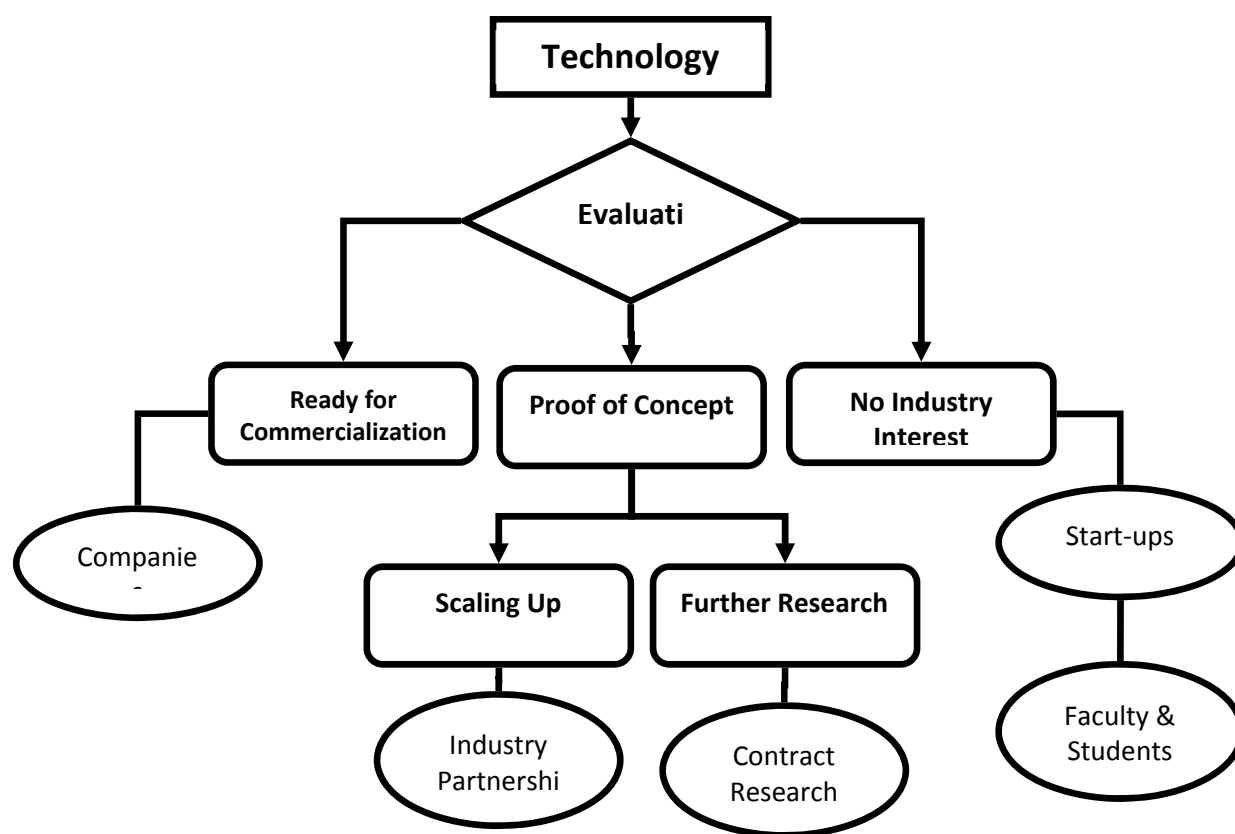 Technology
Evaluati
Ready for
Commercialization
Proof of Concept
No Industry
Interest
Companie
Start-ups
Scaling Up
Further Research
Industry
Partnershi
Contract
Research
Faculty &
Students